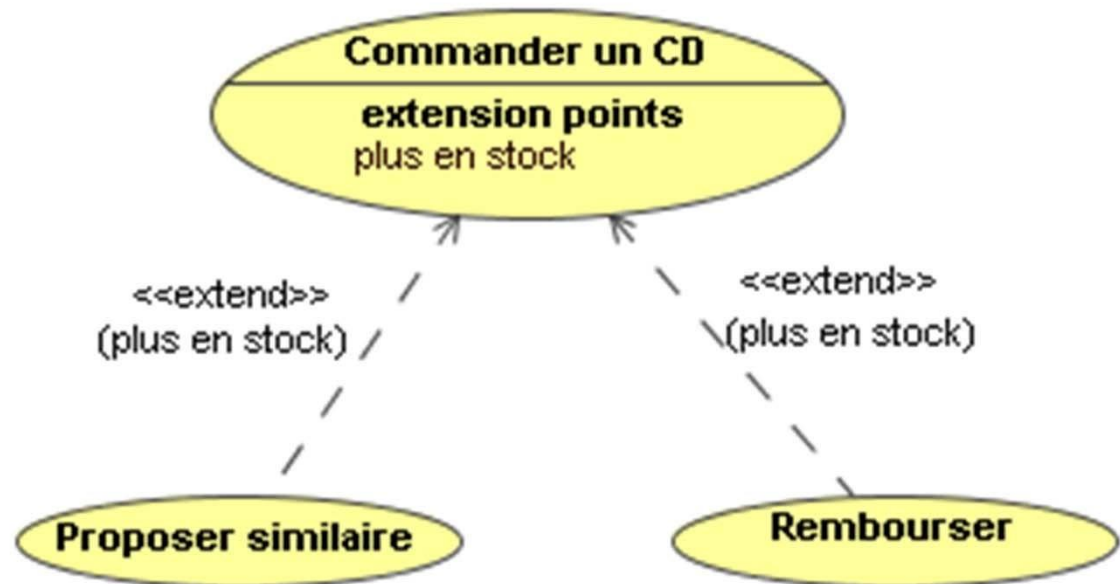 Commander un CD
extension points
plus en stock
<<extend>>
(plus en stock)
<<extend>>
(plus en stock)
Proposer similaire
Rembourser